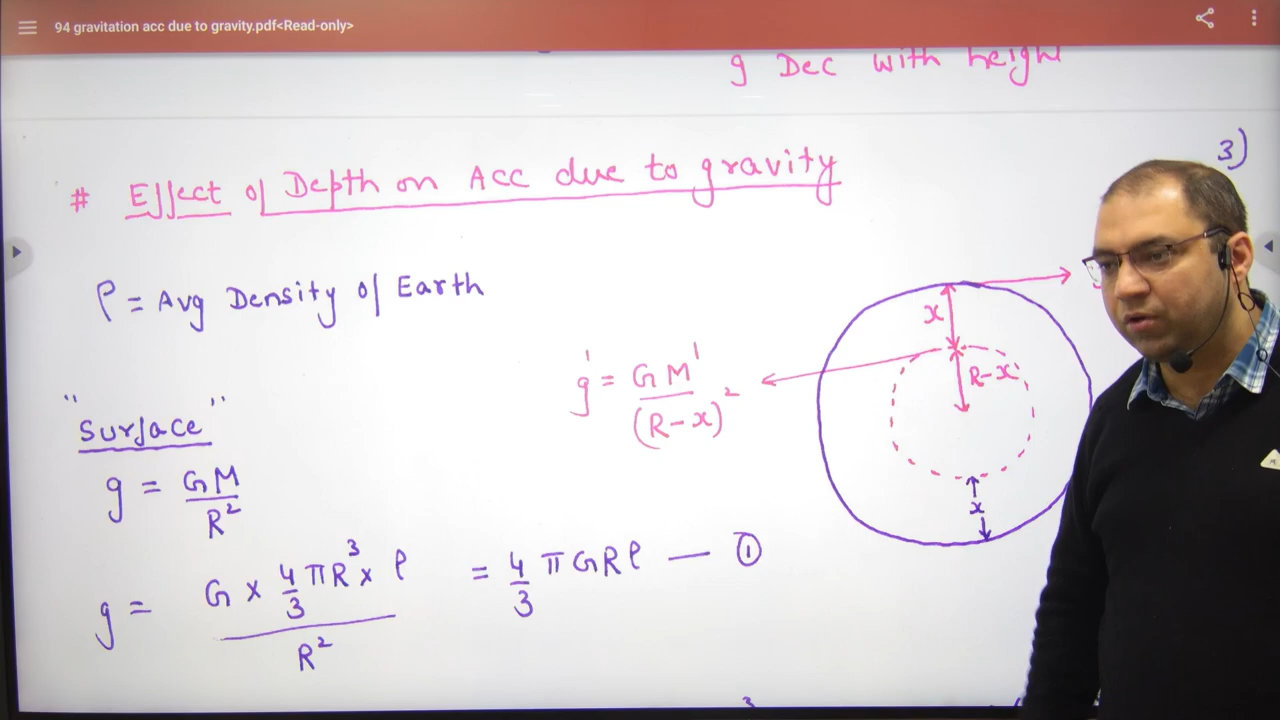 94 gravitation acc due to gravity.pdf<Read-only>
g Dec with height
# Effect of Depth on Acc due to gravity
3)
ρ = Avg Density of Earth
x
R-x
g' = GM' / (R-x)²
"Surface"
g = GM / R²
x
g = G × 4/3 πR³ × ρ / R² = 4/3 πGRρ — ①